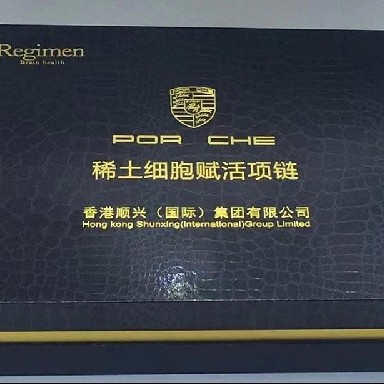 Regimen
Brain health
POR CHE
稀土细胞赋活项链
香港顺兴（国际）集团有限公司
Hong kong Shunxing(International)Group Limited